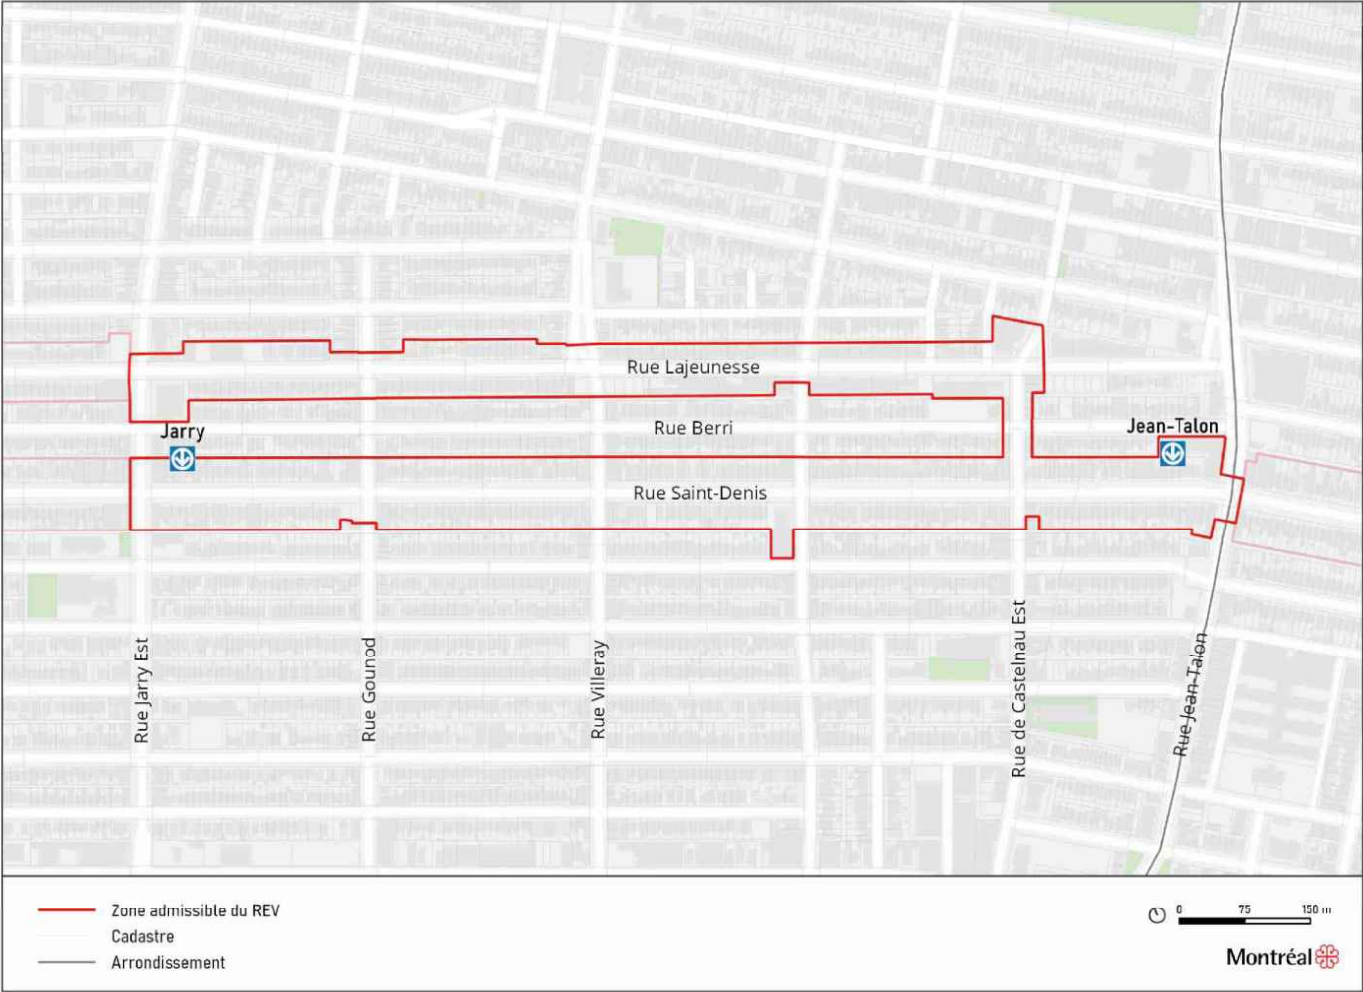 Rue Lajeunesse
Rue Berri
Jarry
Jean-Talon
Rue Saint-Denis
Rue Jarry Est
Rue Gounod
Rue Villeray
Rue de Castelnau Est
Rue Jean-Talon
Zone admissible du REV
Cadastre
Arrondissement
0 75 150 m
Montréal